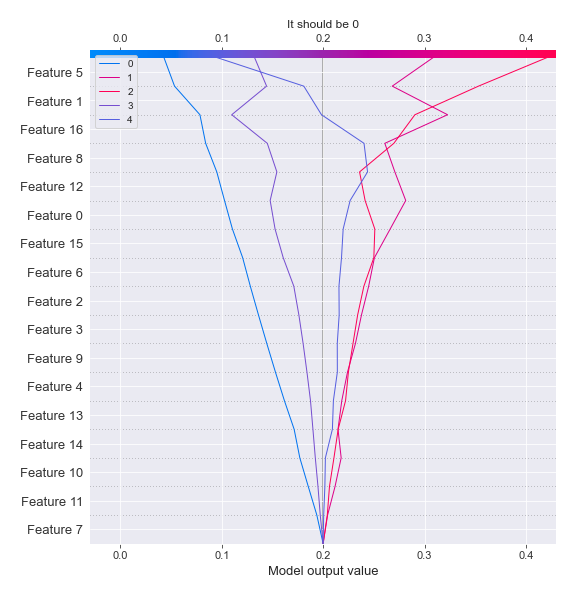 It should be 0
0.0 0.1 0.2 0.3 0.4
0
1
2
3
4
Feature 5
Feature 1
Feature 16
Feature 8
Feature 12
Feature 0
Feature 15
Feature 6
Feature 2
Feature 3
Feature 9
Feature 4
Feature 13
Feature 14
Feature 10
Feature 11
Feature 7
0.0 0.1 0.2 0.3 0.4
Model output value